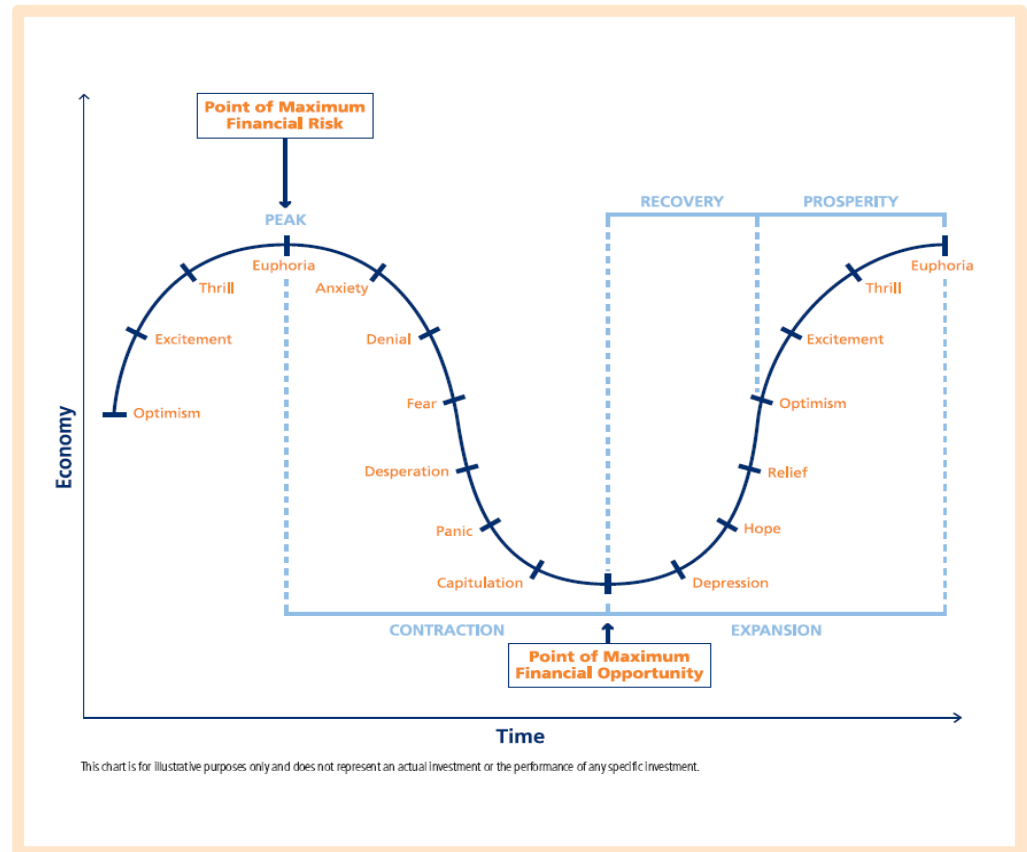 Point of Maximum
Financial Risk
RECOVERY
PROSPERITY
PEAK
Euphoria
Euphoria
Thrill
Anxiety
Thrill
Excitement
Denial
Excitement
Fear
Optimism
Optimism
Desperation
Relief
Panic
Hope
Capitulation
Depression
CONTRACTION
EXPANSION
Point of Maximum
Financial Opportunity
Economy
Time
This chart is for illustrative purposes only and does not represent an actual investment or the performance of any specific investment.